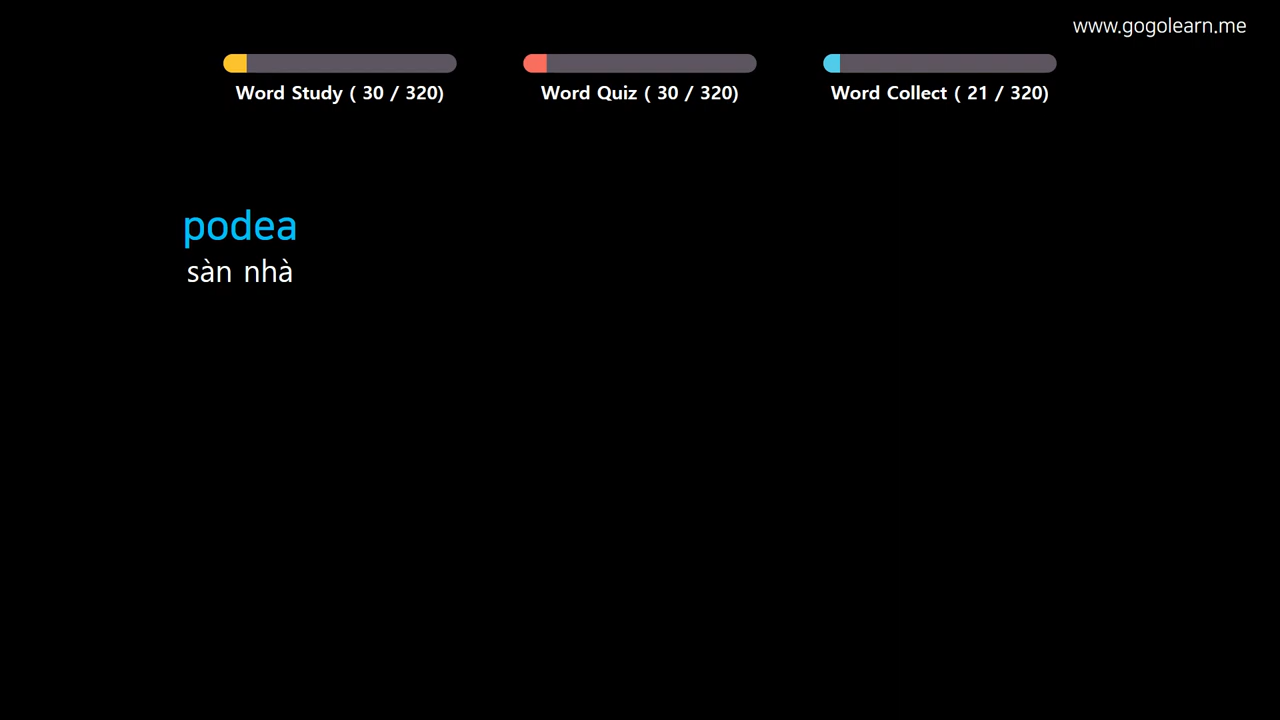 www.gogolearn.me
Word Study ( 30 / 320)
Word Quiz ( 30 / 320)
Word Collect ( 21 / 320)
podea
sàn nhà